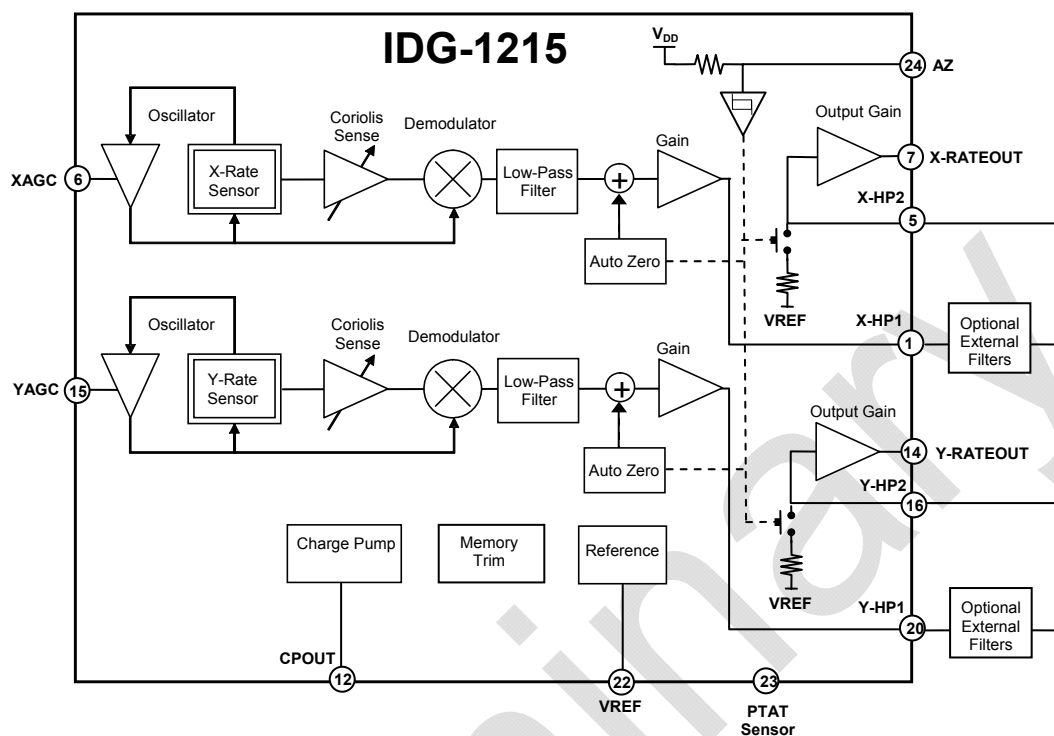 IDG-1215
VDD
24
AZ
Oscillator
Coriolis
Sense
Demodulator
Output Gain
XAGC
6
X-Rate
Sensor
Low-Pass
Filter
+
Gain
7
X-RATEOUT
X-HP2
5
Auto Zero
VREF
X-HP1
1
Optional
External
Filters
Oscillator
Coriolis
Sense
Demodulator
Gain
YAGC
15
Y-Rate
Sensor
Low-Pass
Filter
+
Output Gain
14
Y-RATEOUT
Y-HP2
16
Auto Zero
Charge Pump
Memory
Trim
Reference
VREF
Y-HP1
20
Optional
External
Filters
CPOUT
12
22
VREF
23
PTAT
Sensor
inary